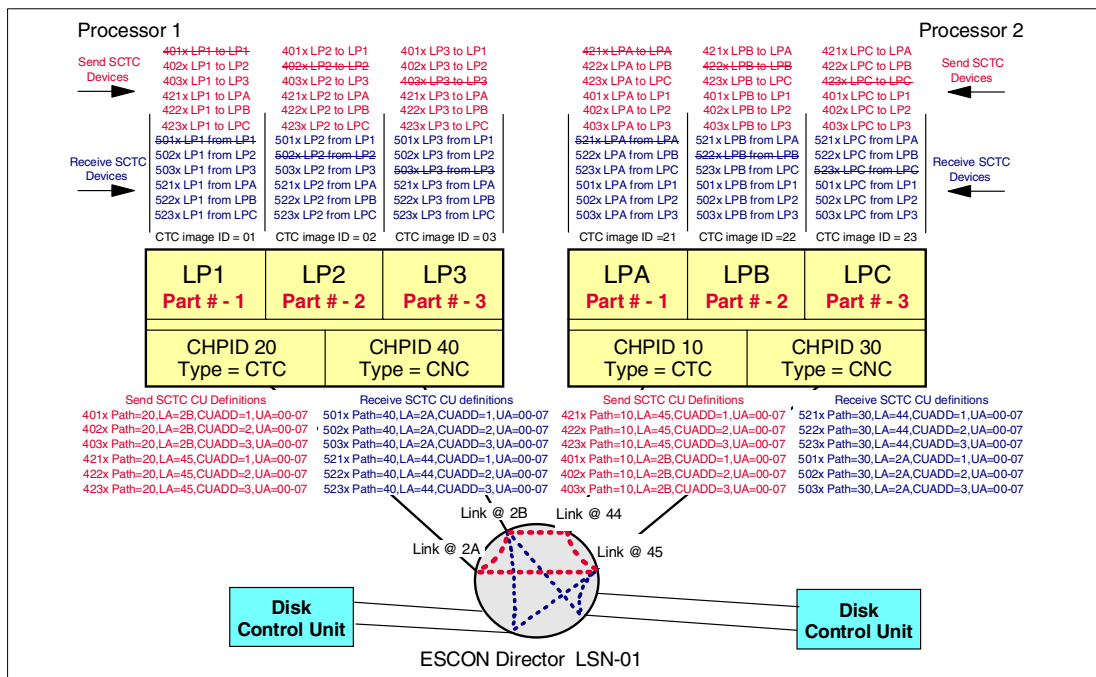 Processor 1
Processor 2
Send SCTC
Devices
401x LP1 to LP1
402x LP1 to LP2
403x LP1 to LP3
421x LP1 to LPA
422x LP1 to LPB
423x LP1 to LPC
401x LP2 to LP1
402x LP2 to LP2
403x LP2 to LP3
421x LP2 to LPA
422x LP2 to LPB
423x LP2 to LPC
401x LP3 to LP1
402x LP3 to LP2
403x LP3 to LP3
421x LP3 to LPA
422x LP3 to LPB
423x LP3 to LPC
421x LPA to LPA
422x LPA to LPB
423x LPA to LPC
401x LPA to LP1
402x LPA to LP2
403x LPA to LP3
421x LPB to LPA
422x LPB to LPB
423x LPB to LPC
401x LPB to LP1
402x LPB to LP2
403x LPB to LP3
421x LPC to LPA
422x LPC to LPB
423x LPC to LPC
401x LPC to LP1
402x LPC to LP2
403x LPC to LP3
Send SCTC
Devices
Receive SCTC
Devices
501x LP1 from LP1
502x LP1 from LP2
503x LP1 from LP3
521x LP1 from LPA
522x LP1 from LPB
523x LP1 from LPC
501x LP2 from LP1
502x LP2 from LP2
503x LP2 from LP3
521x LP2 from LPA
522x LP2 from LPB
523x LP2 from LPC
501x LP3 from LP1
502x LP3 from LP2
503x LP3 from LP3
521x LP3 from LPA
522x LP3 from LPB
523x LP3 from LPC
521x LPA from LPA
522x LPA from LPB
523x LPA from LPC
501x LPA from LP1
502x LPA from LP2
503x LPA from LP3
521x LPB from LPA
522x LPB from LPB
523x LPB from LPC
501x LPB from LP1
502x LPB from LP2
503x LPB from LP3
521x LPC from LPA
522x LPC from LPB
523x LPC from LPC
501x LPC from LP1
502x LPC from LP2
503x LPC from LP3
Receive SCTC
Devices
CTC image ID = 01
CTC image ID = 02
CTC image ID = 03
CTC image ID =21
CTC image ID =22
CTC image ID = 23
LP1
Part # - 1
LP2
Part # - 2
LP3
Part # - 3
LPA
Part # - 1
LPB
Part # - 2
LPC
Part # - 3
CHPID 20
Type = CTC
CHPID 40
Type = CNC
CHPID 10
Type = CTC
CHPID 30
Type = CNC
Send SCTC CU Definitions
401x Path=20,LA=2B,CUADD=1,UA=00-07
402x Path=20,LA=2B,CUADD=2,UA=00-07
403x Path=20,LA=2B,CUADD=3,UA=00-07
421x Path=20,LA=45,CUADD=1,UA=00-07
422x Path=20,LA=45,CUADD=2,UA=00-07
423x Path=20,LA=45,CUADD=3,UA=00-07
Receive SCTC CU definitions
501x Path=40,LA=2A,CUADD=1,UA=00-07
502x Path=40,LA=2A,CUADD=2,UA=00-07
503x Path=40,LA=2A,CUADD=3,UA=00-07
521x Path=40,LA=44,CUADD=1,UA=00-07
522x Path=40,LA=44,CUADD=2,UA=00-07
523x Path=40,LA=44,CUADD=3,UA=00-07
Send SCTC CU Definitions
421x Path=10,LA=45,CUADD=1,UA=00-07
422x Path=10,LA=45,CUADD=2,UA=00-07
423x Path=10,LA=45,CUADD=3,UA=00-07
401x Path=10,LA=2B,CUADD=1,UA=00-07
402x Path=10,LA=2B,CUADD=2,UA=00-07
403x Path=10,LA=2B,CUADD=3,UA=00-07
Receive SCTC CU definitions
521x Path=30,LA=44,CUADD=1,UA=00-07
522x Path=30,LA=44,CUADD=2,UA=00-07
523x Path=30,LA=44,CUADD=3,UA=00-07
501x Path=30,LA=2A,CUADD=1,UA=00-07
502x Path=30,LA=2A,CUADD=2,UA=00-07
503x Path=30,LA=2A,CUADD=3,UA=00-07
Link @ 2B
Link @ 44
Link @ 2A
Link @ 45
Disk
Control Unit
Disk
Control Unit
ESCON Director LSN-01